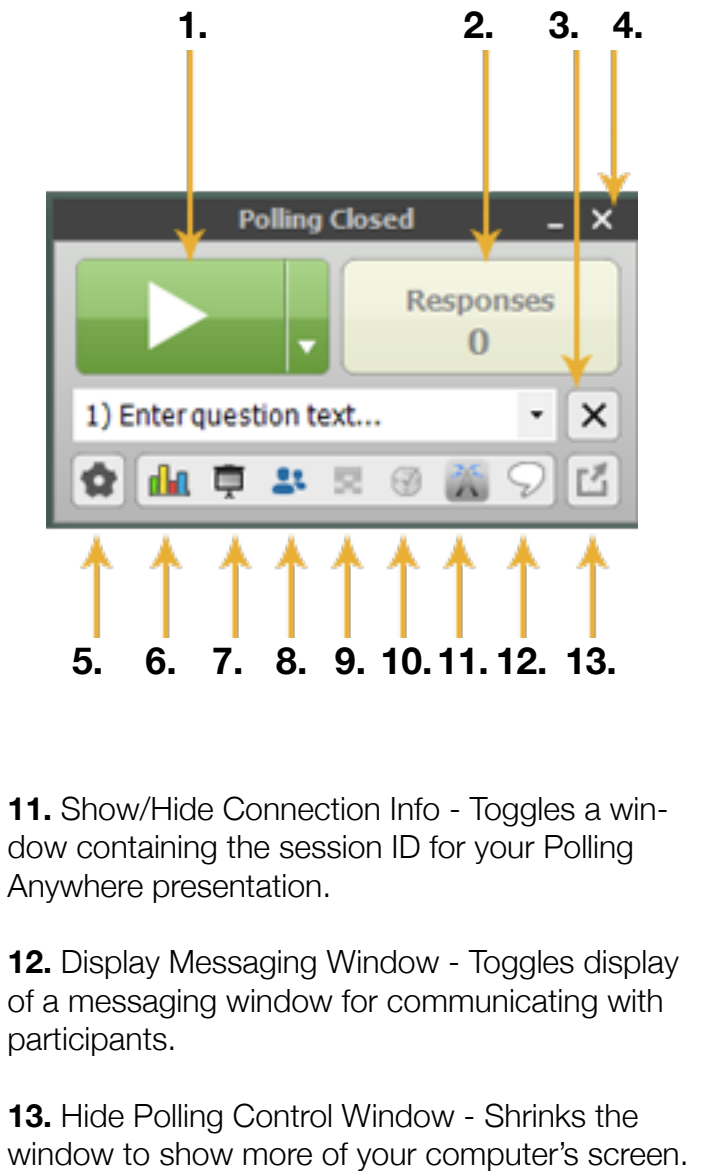 1.
2.
3.
4.
Polling Closed
Responses
0
1) Enter question text...
5.
6.
7.
8.
9.
10.
11.
12.
13.
11. Show/Hide Connection Info - Toggles a win-
dow containing the session ID for your Polling
Anywhere presentation.
12. Display Messaging Window - Toggles display
of a messaging window for communicating with
participants.
13. Hide Polling Control Window - Shrinks the
window to show more of your computer’s screen.